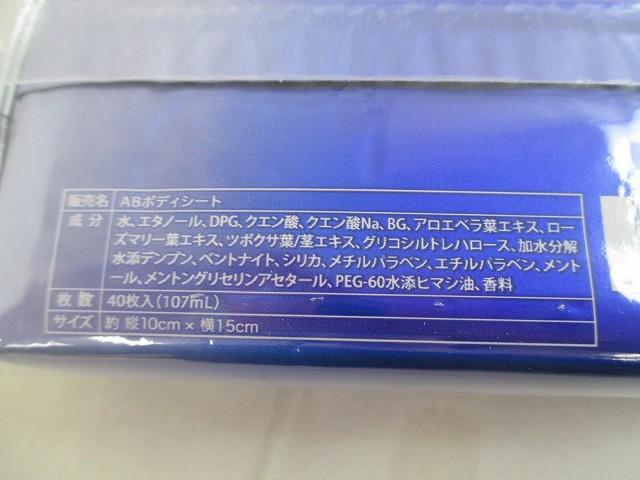 販売名 ABボディシート
成分 水、エタノール、DPG、クエン酸、クエン酸Na、BG、アロエベラ葉エキス、ロー
ズマリー葉エキス、ツボクサ葉/茎エキス、グリコシルトレハロース、加水分解
水添デンプン、ベントナイト、シリカ、メチルパラベン、エチルパラベン、メント
ール、メントングリセリンアセタール、PEG-60水添ヒマシ油、香料
枚数 40枚入(107mL)
サイズ 約 縦10cm×横15cm